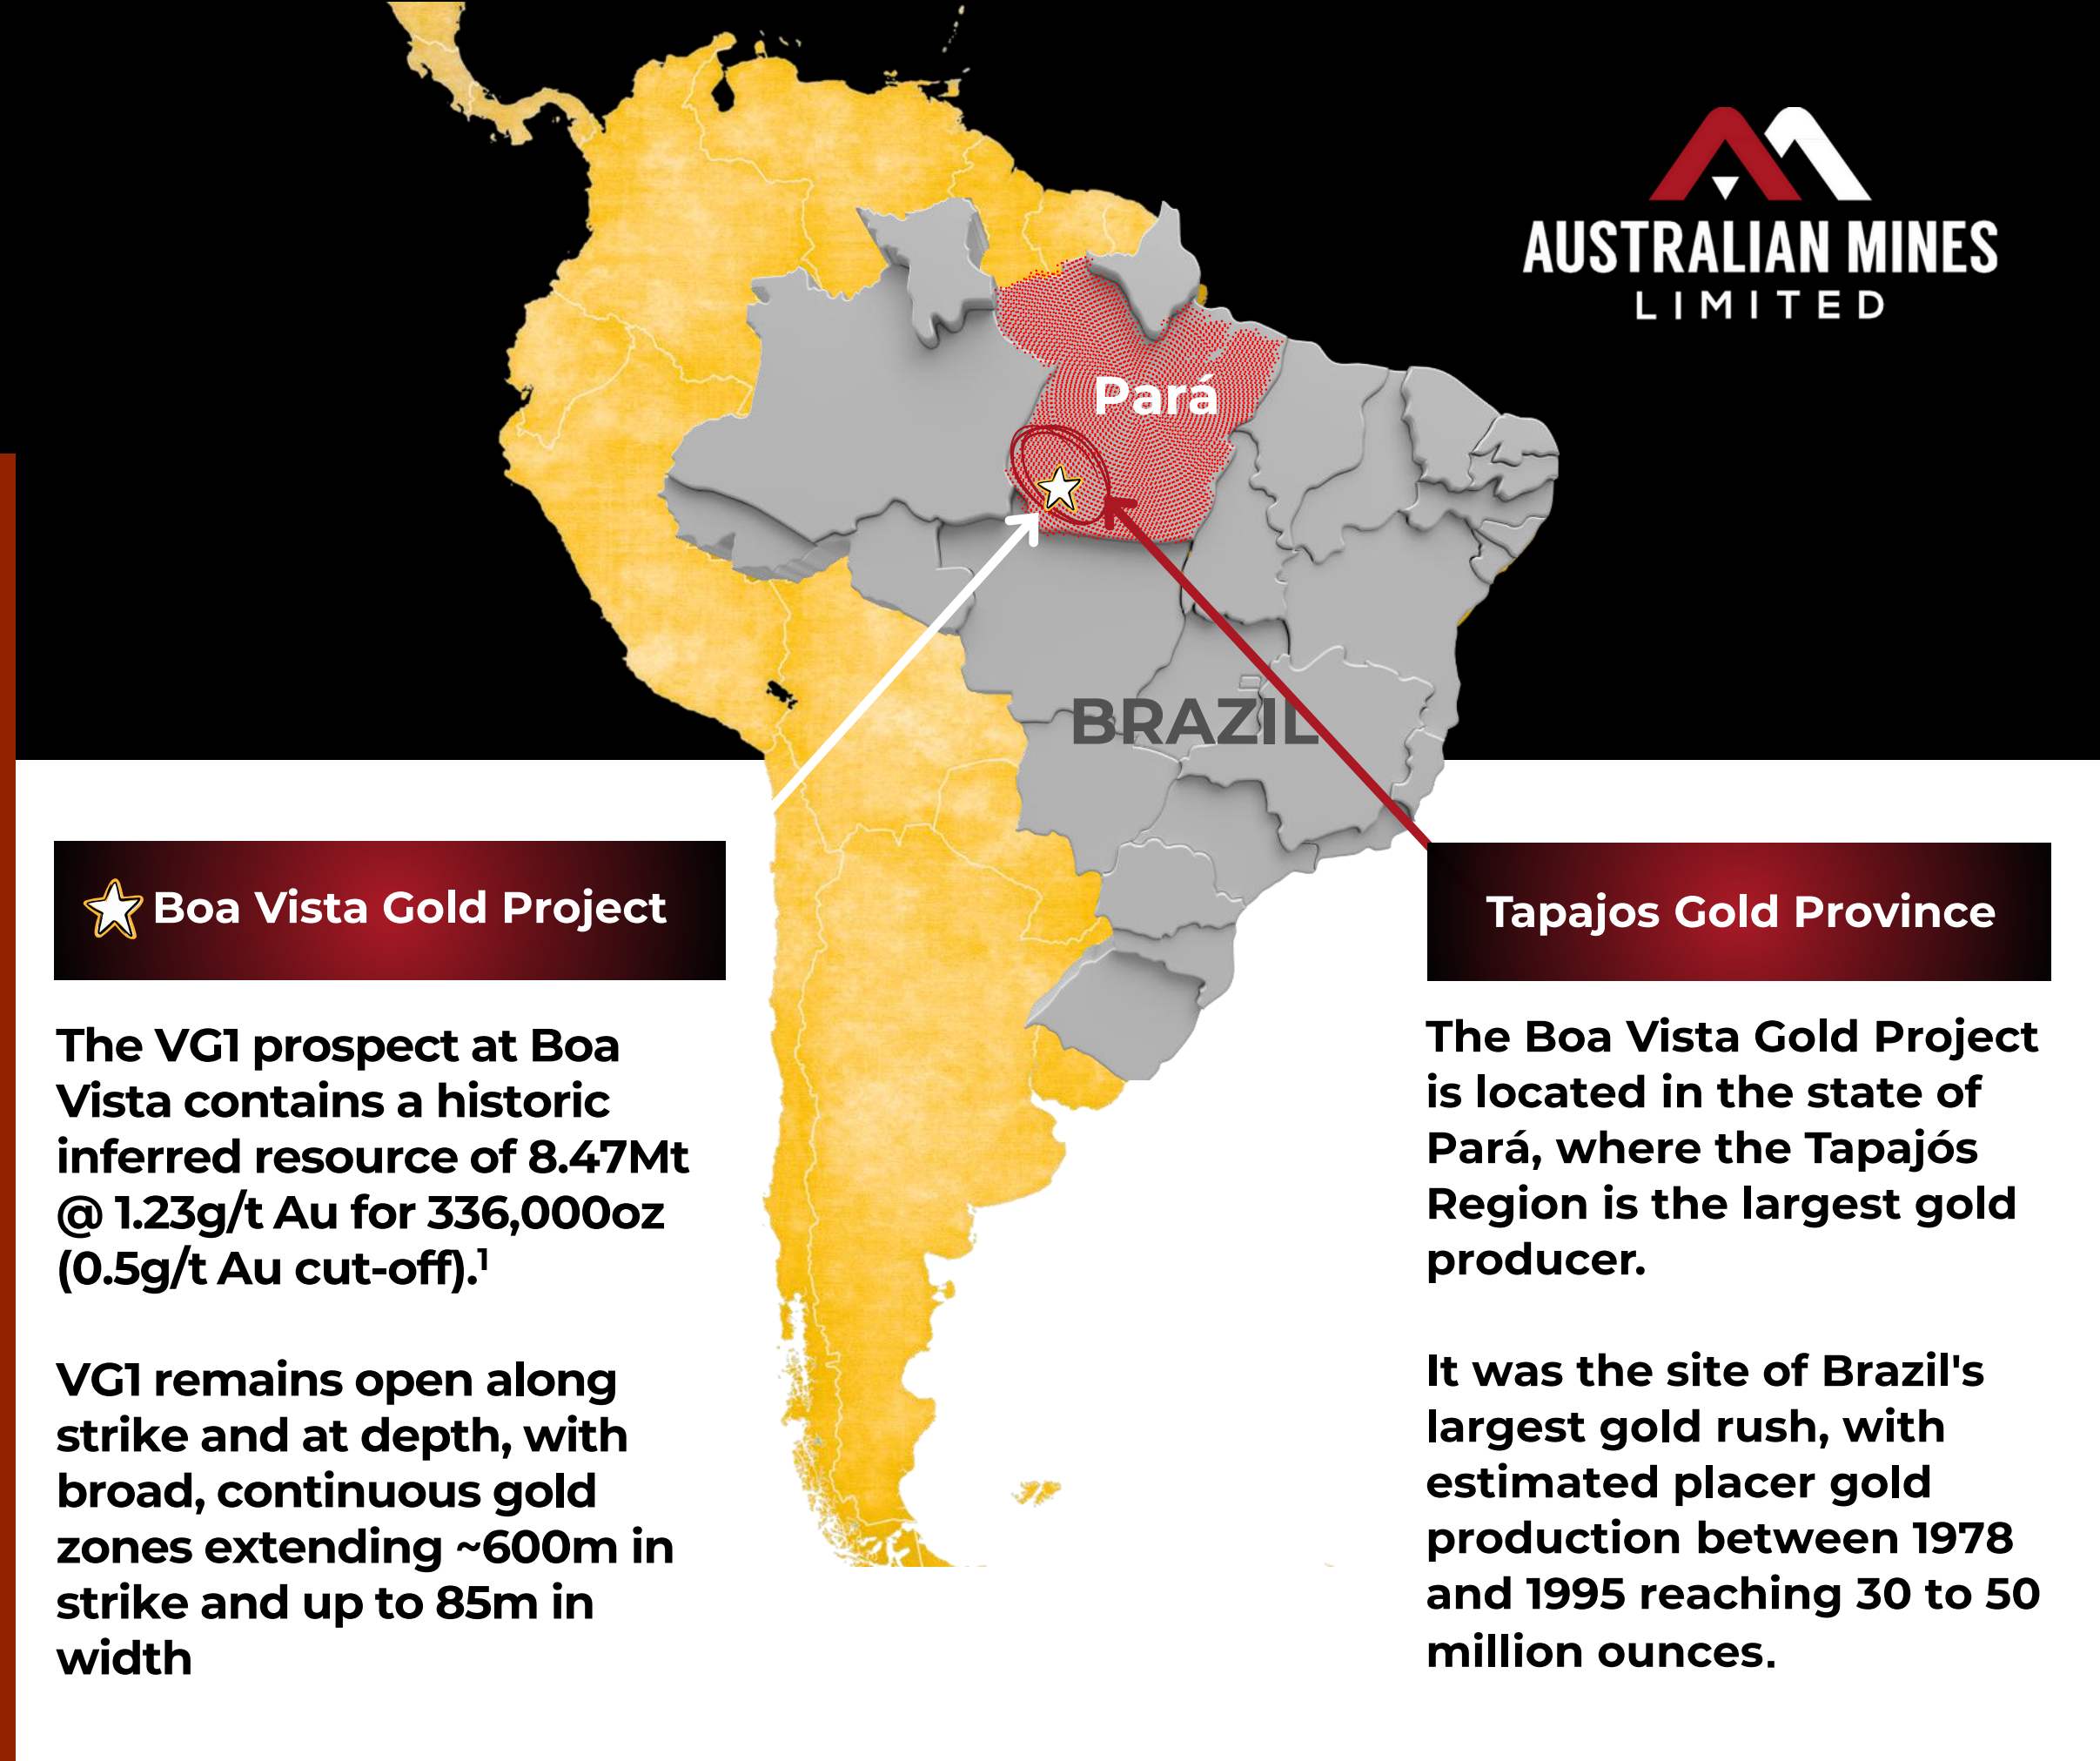 AUSTRALIAN MINES
LIMITED
Pará
BRAZIL
Boa Vista Gold Project
The VG1 prospect at Boa
Vista contains a historic
inferred resource of 8.47Mt
@ 1.23g/t Au for 336,000oz
(0.5g/t Au cut-off).¹
VG1 remains open along
strike and at depth, with
broad, continuous gold
zones extending ~600m in
strike and up to 85m in
width
Tapajos Gold Province
The Boa Vista Gold Project
is located in the state of
Pará, where the Tapajós
Region is the largest gold
producer.
It was the site of Brazil's
largest gold rush, with
estimated placer gold
production between 1978
and 1995 reaching 30 to 50
million ounces.